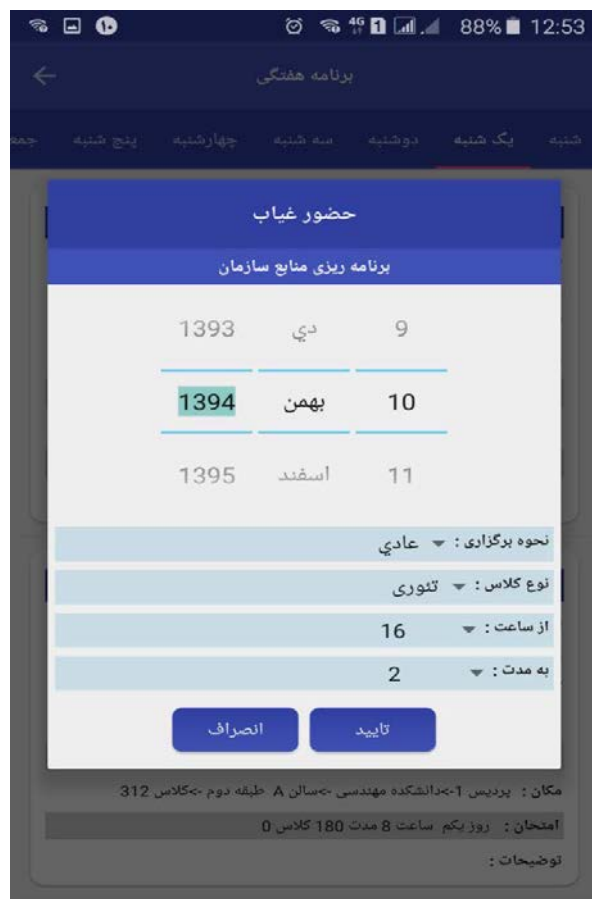 4G 1 88% 12:53
برنامه هفتگی
شنبه یک شنبه دوشنبه سه شنبه چهارشنبه پنج شنبه جمع
حضور غیاب
برنامه ریزی منابع سازمان
9 دي 1393
10 بهمن 1394
11 اسفند 1395
نحوه برگزاری : عادي
نوع کلاس : تئوری
از ساعت : 16
به مدت : 2
تایید انصراف
مکان : پردیس 1->دانشکده مهندسی ->سالن A طبقه دوم ->کلاس 312
امتحان : روز یکم ساعت 8 مدت 180 کلاس 0
توضیحات :